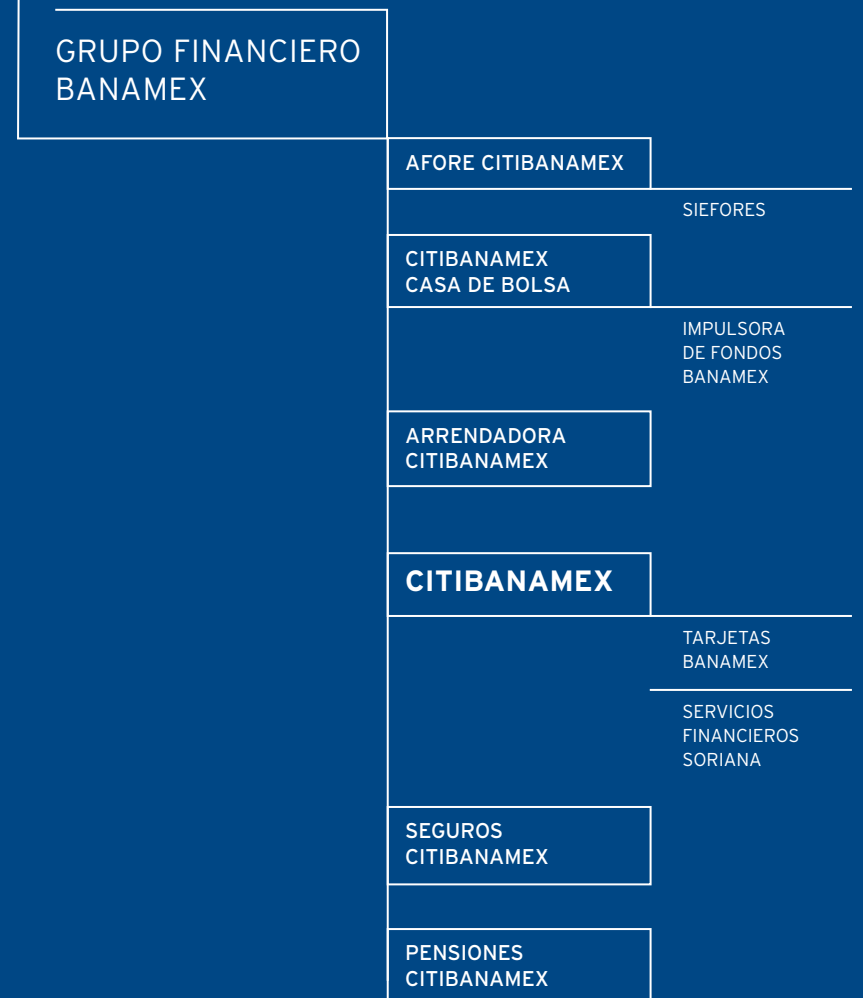 GRUPO FINANCIERO
BANAMEX
AFORE CITIBANAMEX
SIEFORES
CITIBANAMEX
CASA DE BOLSA
IMPULSORA
DE FONDOS
BANAMEX
ARRENDADORA
CITIBANAMEX
CITIBANAMEX
TARJETAS
BANAMEX
SERVICIOS
FINANCIEROS
SORIANA
SEGUROS
CITIBANAMEX
PENSIONES
CITIBANAMEX